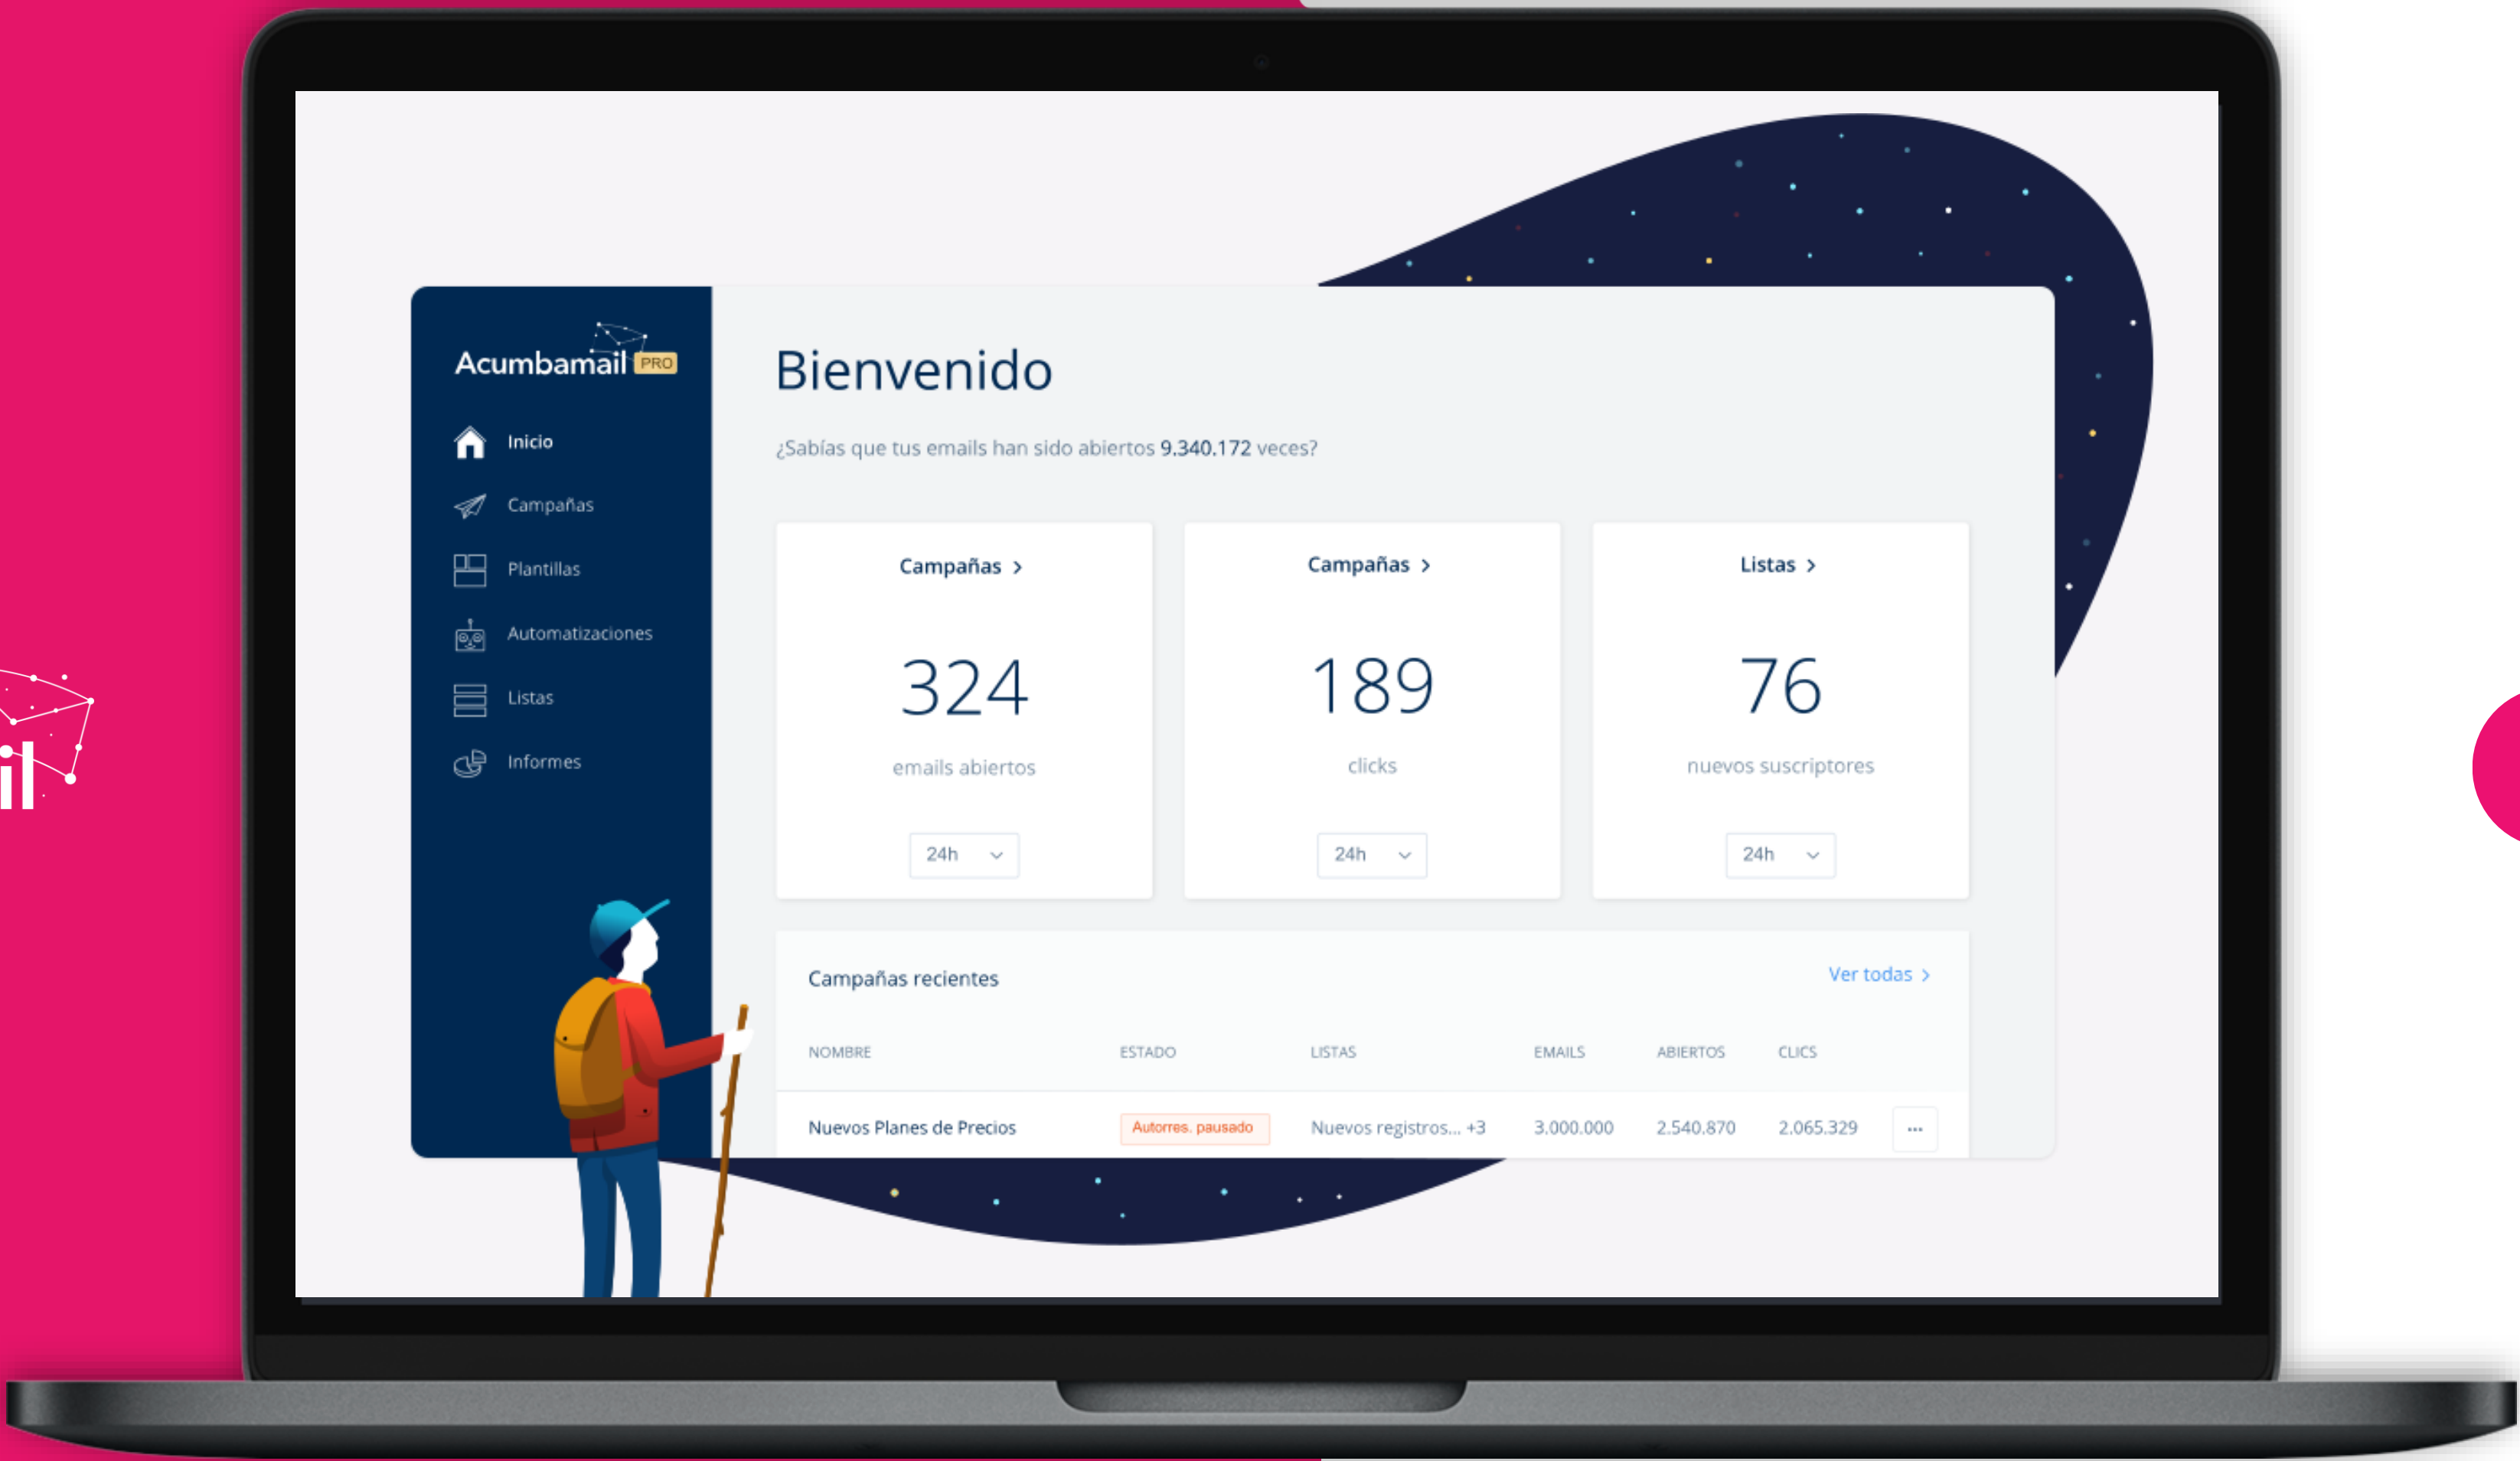 Acumbamail PRO
Inicio
Campañas
Plantillas
Automatizaciones
Listas
Informes
Bienvenido
¿Sabías que tus emails han sido abiertos 9.340.172 veces?
Campañas >
324
emails abiertos
24h
Campañas >
189
clicks
24h
Listas >
76
nuevos suscriptores
24h
Campañas recientes
Ver todas >
NOMBRE ESTADO LISTAS EMAILS ABIERTOS CLICS
Nuevos Planes de Precios Autorres. pausado Nuevos registros... +3 3.000.000 2.540.870 2.065.329 ...
il